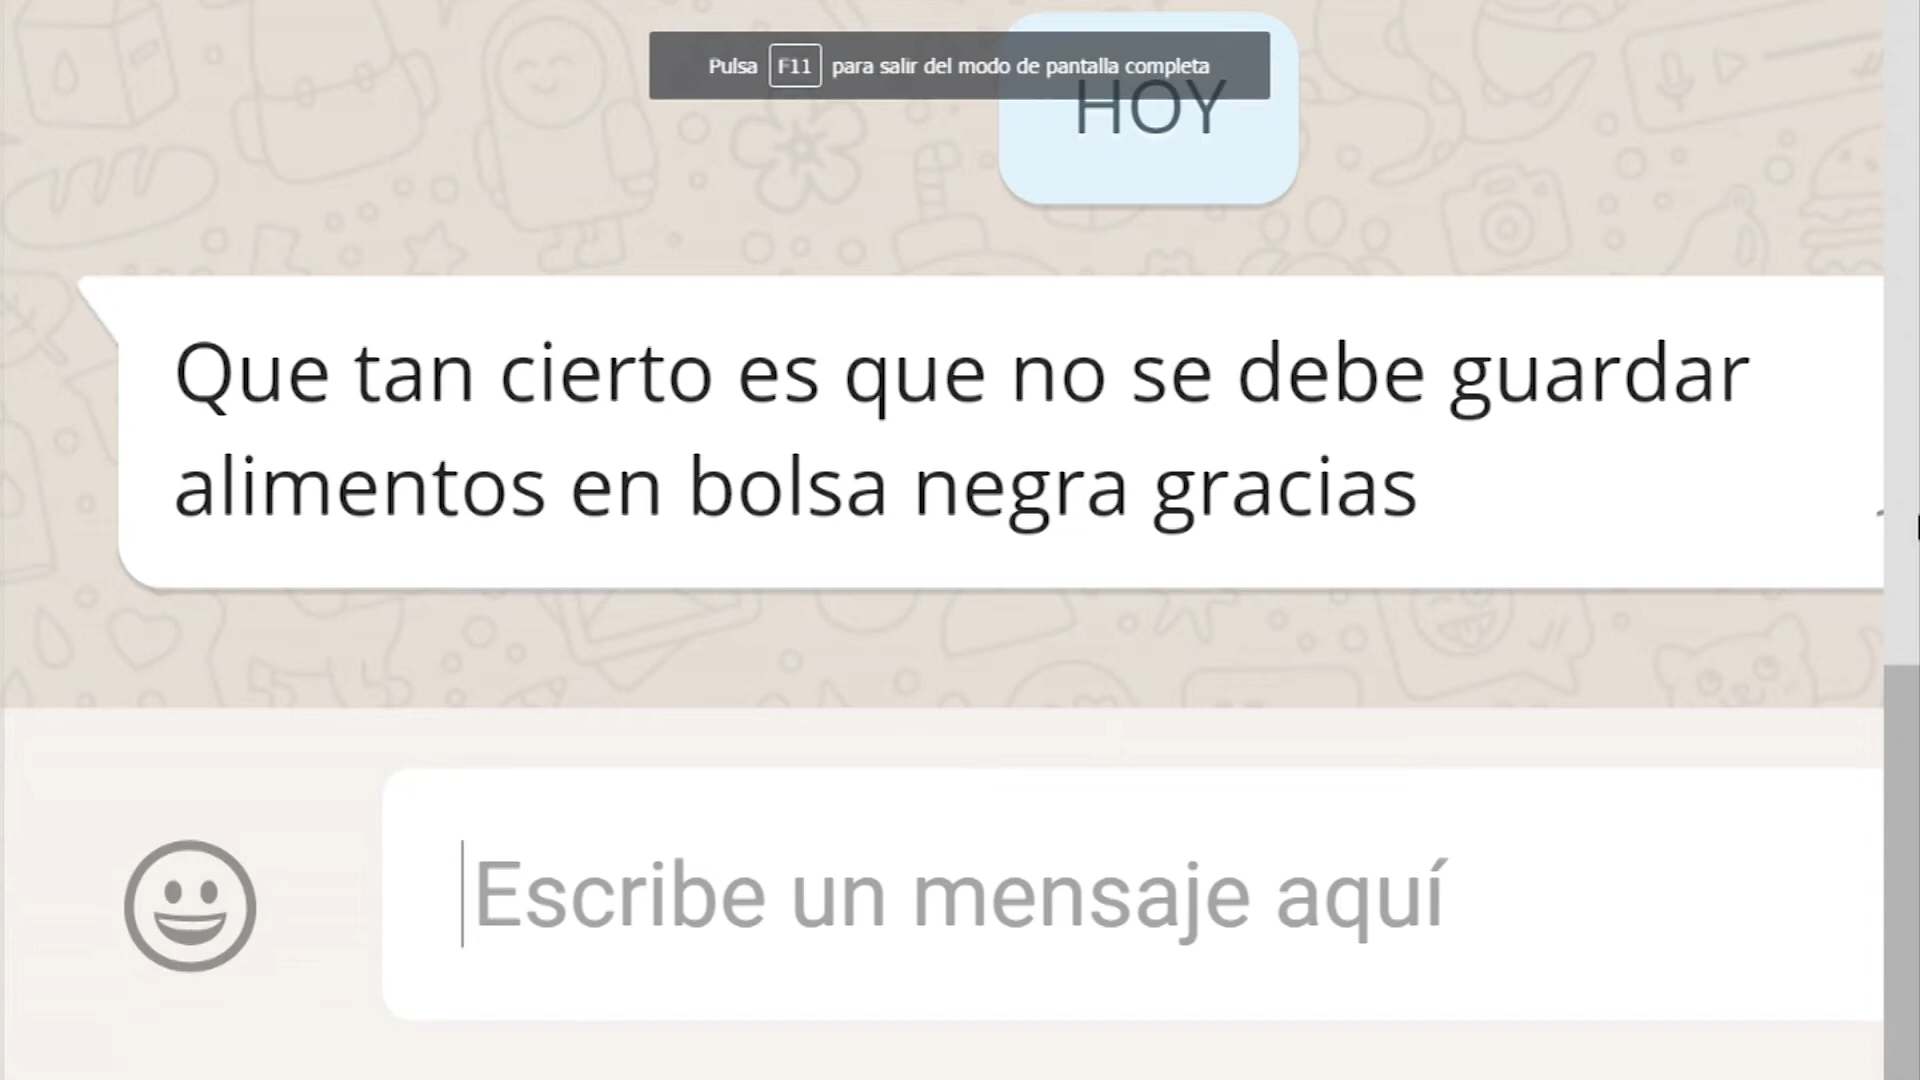 Pulsa F11 para salir del modo de pantalla completa
HOY
Que tan cierto es que no se debe guardar
alimentos en bolsa negra gracias
Escribe un mensaje aquí